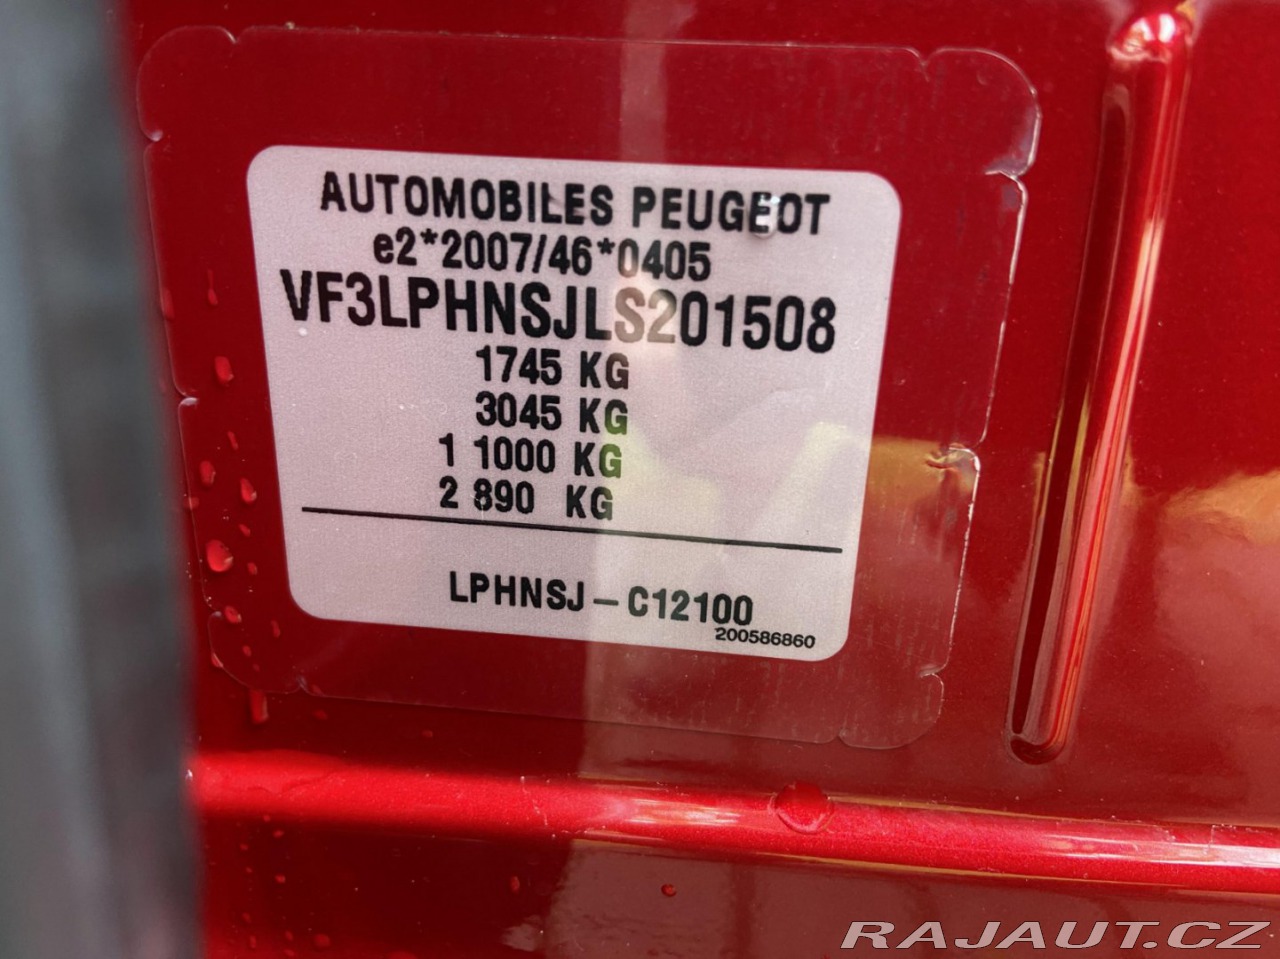 AUTOMOBILES PEUGEOT
e2*2007/46*0405
VF3LPHNSJLS201508
1745 KG
3045 KG
1 1000 KG
2 890 KG
LPHNSJ – C12100
200586860
RAJAUT.CZ